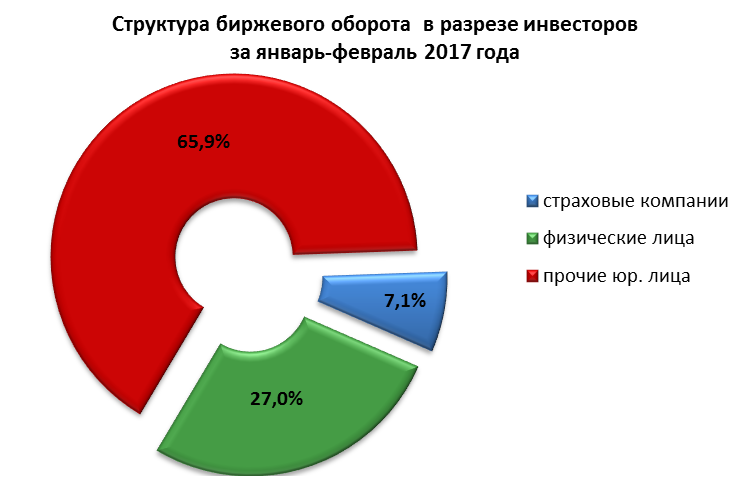 Структура биржевого оборота в разрезе инвесторов
за январь-февраль 2017 года
65,9%
страховые компании
физические лица
прочие юр. лица
7,1%
27,0%